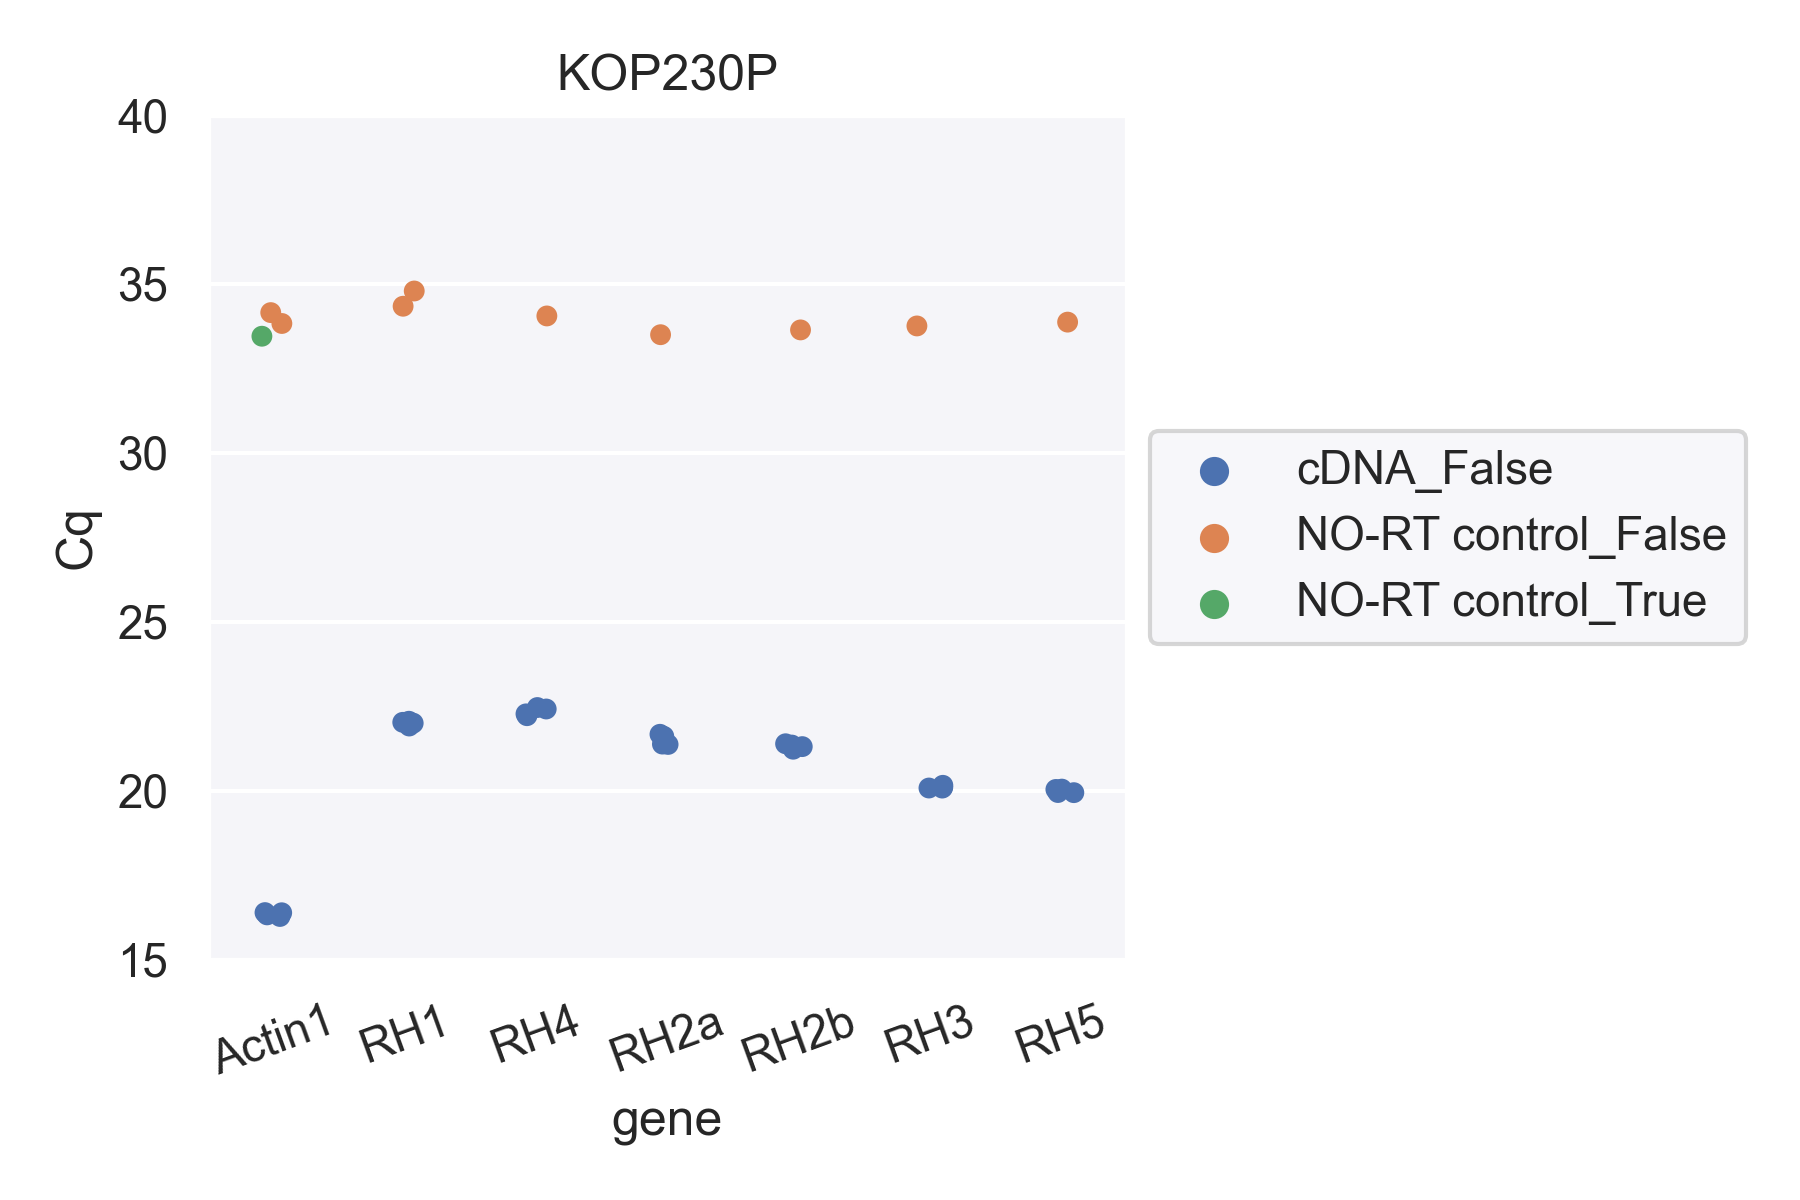 KOP230P
40
35
30
25
20
15
Cq
Actin1
RH1
RH4
RH2a
RH2b
RH3
RH5
gene
cDNA_False
NO-RT control_False
NO-RT control_True